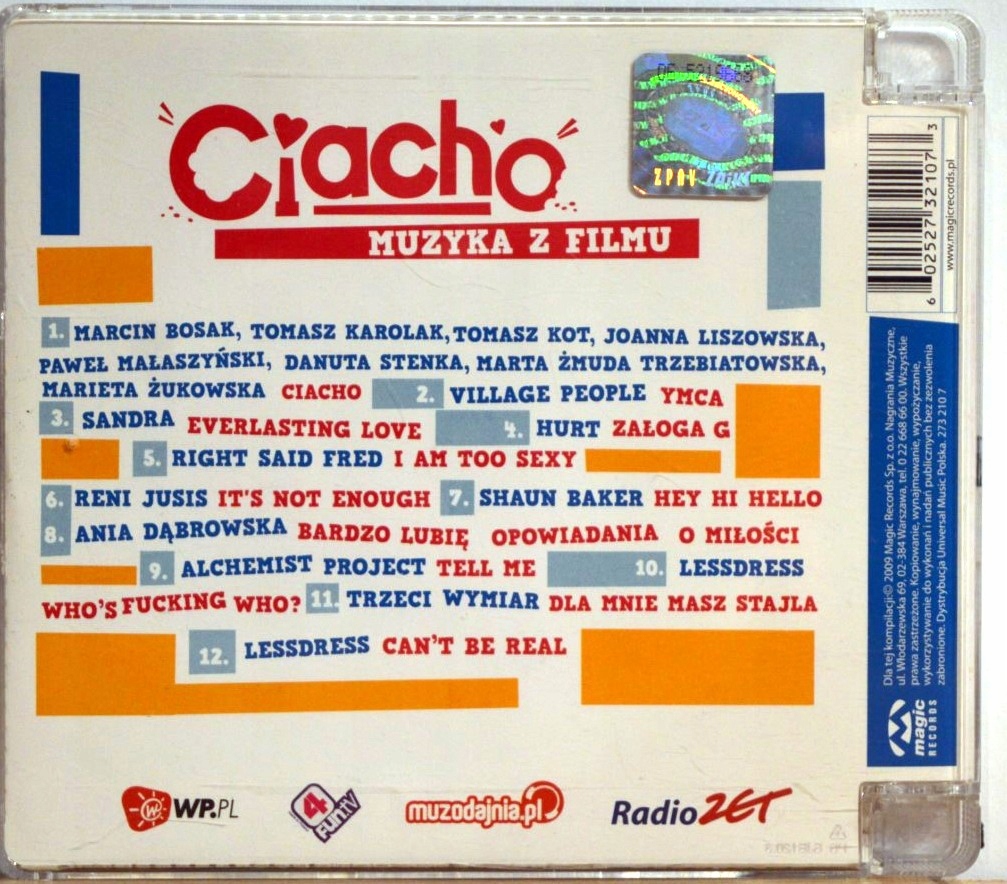 Ciacho
MUZYKA Z FILMU
ZPAV
1. MARCIN BOSAK, TOMASZ KAROLAK, TOMASZ KOT, JOANNA LISZOWSKA,
PAWEŁ MAŁASZYŃSKI, DANUTA STENKA, MARTA ŻMUDA TRZEBIATOWSKA,
MARIETA ŻUKOWSKA CIACHO 2. VILLAGE PEOPLE YMCA
3. SANDRA EVERLASTING LOVE 4. HURT ZAŁOGA G
5. RIGHT SAID FRED I AM TOO SEXY
6. RENI JUSIS IT'S NOT ENOUGH 7. SHAUN BAKER HEY HI HELLO
8. ANIA DĄBROWSKA BARDZO LUBIĘ OPOWIADANIA O MIŁOŚCI
9. ALCHEMIST PROJECT TELL ME 10. LESSDRESS
WHO'S FUCKING WHO? 11. TRZECI WYMIAR DLA MNIE MASZ STAJLA
12. LESSDRESS CAN'T BE REAL
WP.PL
4FUN.TV
muzodajnia.pl
Radio ZET
6 02527 32107 3
www.magicrecords.pl
Dla tej kompilacji © 2009 Magic Records Sp. z o.o. Nagrania Muzyczne,
ul. Włodarzewska 69, 02-384 Warszawa, tel. 0 22 668 66 00. Wszystkie
prawa zastrzeżone. Kopiowanie, wynajmowanie, wypożyczanie,
wykorzystywanie do wykonań i nadań publicznych bez zezwolenia
zabronione. Dystrybucja Universal Music Polska. 273 210 7
magic
RECORDS